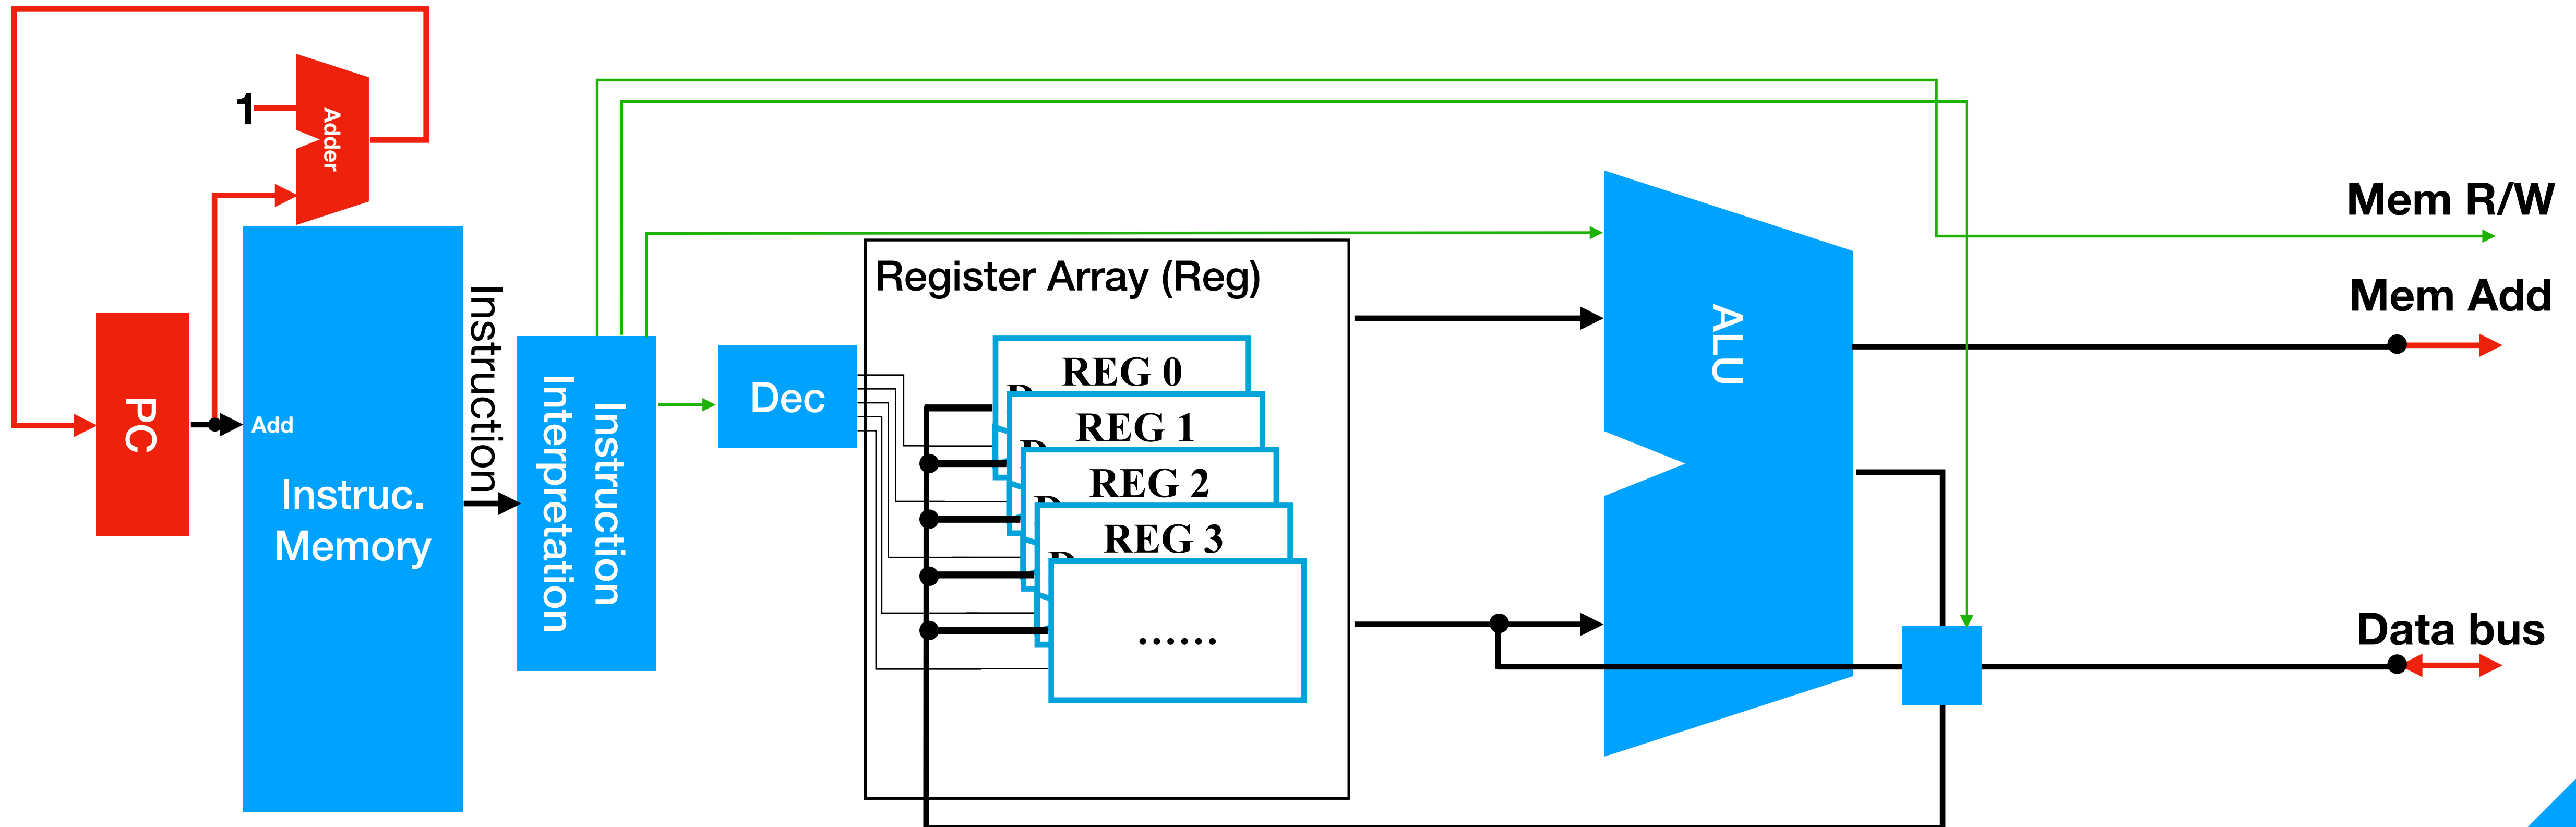 1
Adder
PC
Add
Instruc.
Memory
Instruction
Instruction
Interpretation
Dec
Register Array (Reg)
REG 0
REG 1
REG 2
REG 3
......
ALU
Mem R/W
Mem Add
Data bus